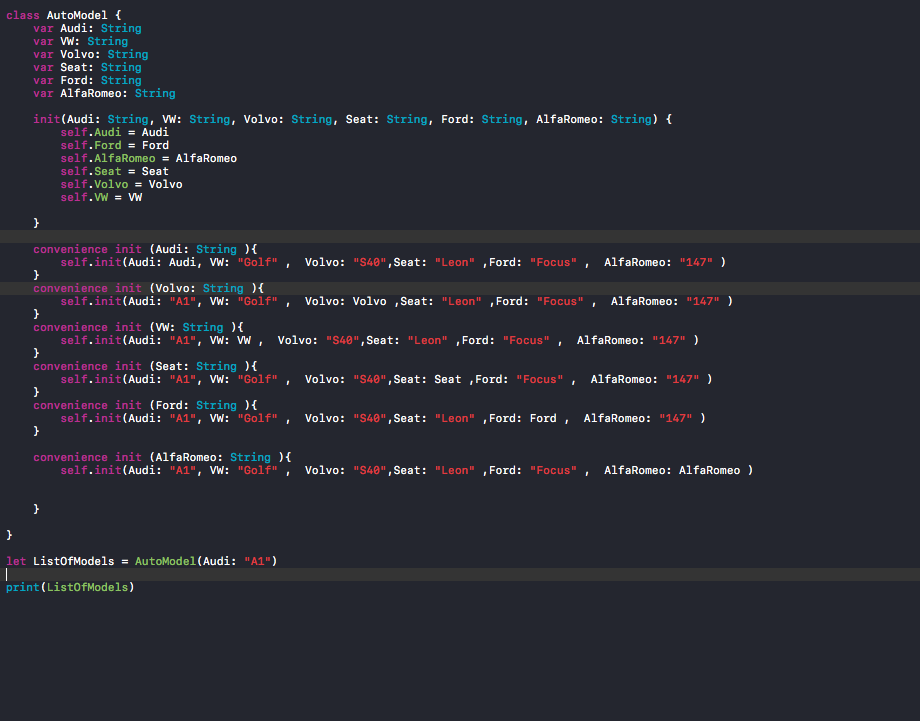 class AutoModel {
    var Audi: String
    var VW: String
    var Volvo: String
    var Seat: String
    var Ford: String
    var AlfaRomeo: String
    init(Audi: String, VW: String, Volvo: String, Seat: String, Ford: String, AlfaRomeo: String) {
        self.Audi = Audi
        self.Ford = Ford
        self.AlfaRomeo = AlfaRomeo
        self.Seat = Seat
        self.Volvo = Volvo
        self.VW = VW
    }
    convenience init (Audi: String ){
        self.init(Audi: Audi, VW: "Golf" ,  Volvo: "S40",Seat: "Leon" ,Ford: "Focus" ,  AlfaRomeo: "147" )
    }
    convenience init (Volvo: String ){
        self.init(Audi: "A1", VW: "Golf" ,  Volvo: Volvo ,Seat: "Leon" ,Ford: "Focus" ,  AlfaRomeo: "147" )
    }
    convenience init (VW: String ){
        self.init(Audi: "A1", VW: VW ,  Volvo: "S40",Seat: "Leon" ,Ford: "Focus" ,  AlfaRomeo: "147" )
    }
    convenience init (Seat: String ){
        self.init(Audi: "A1", VW: "Golf" ,  Volvo: "S40",Seat: Seat ,Ford: "Focus" ,  AlfaRomeo: "147" )
    }
    convenience init (Ford: String ){
        self.init(Audi: "A1", VW: "Golf" ,  Volvo: "S40",Seat: "Leon" ,Ford: Ford ,  AlfaRomeo: "147" )
    }
    convenience init (AlfaRomeo: String ){
        self.init(Audi: "A1", VW: "Golf" ,  Volvo: "S40",Seat: "Leon" ,Ford: "Focus" ,  AlfaRomeo: AlfaRomeo )
    }
}
let ListOfModels = AutoModel(Audi: "A1")
print(ListOfModels)